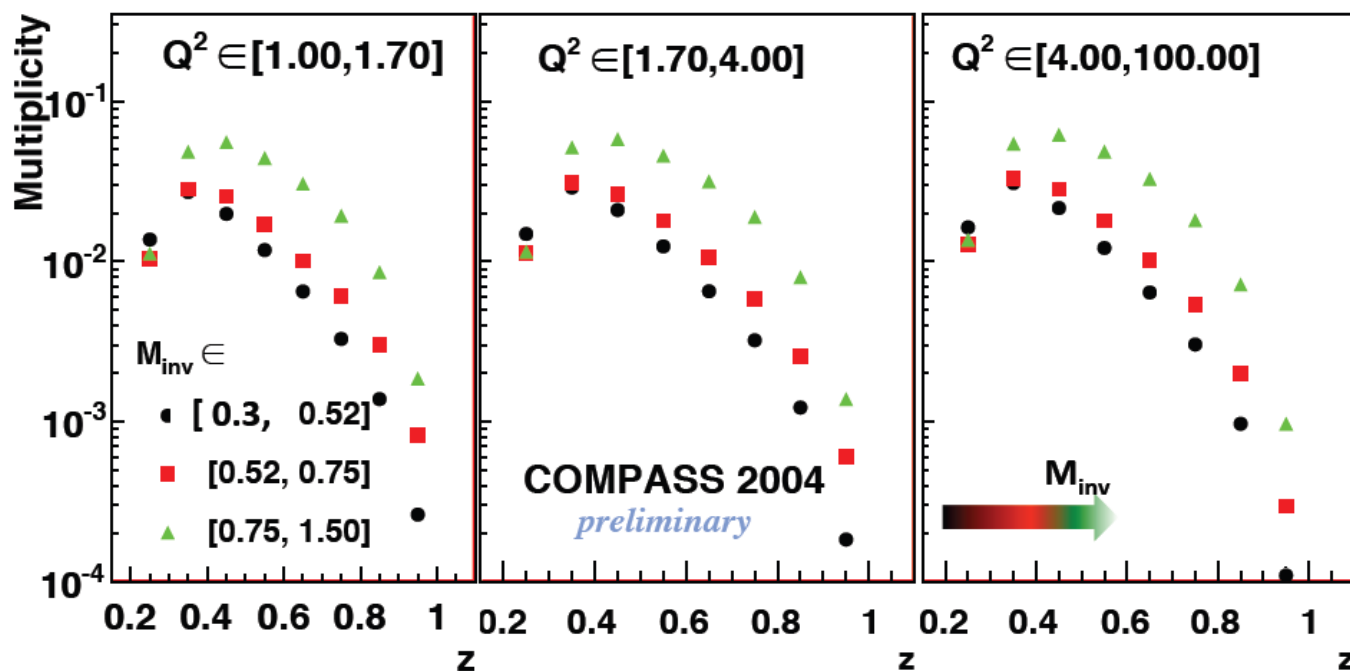 Multiplicity
Q² ∈[1.00,1.70]
Q² ∈[1.70,4.00]
Q² ∈[4.00,100.00]
10⁻¹
10⁻²
10⁻³
10⁻⁴
M_inv ∈
[ 0.3, 0.52]
[0.52, 0.75]
[0.75, 1.50]
COMPASS 2004
preliminary
M_inv
0.2 0.4 0.6 0.8 1
z
0.2 0.4 0.6 0.8 1
z
0.2 0.4 0.6 0.8 1
z